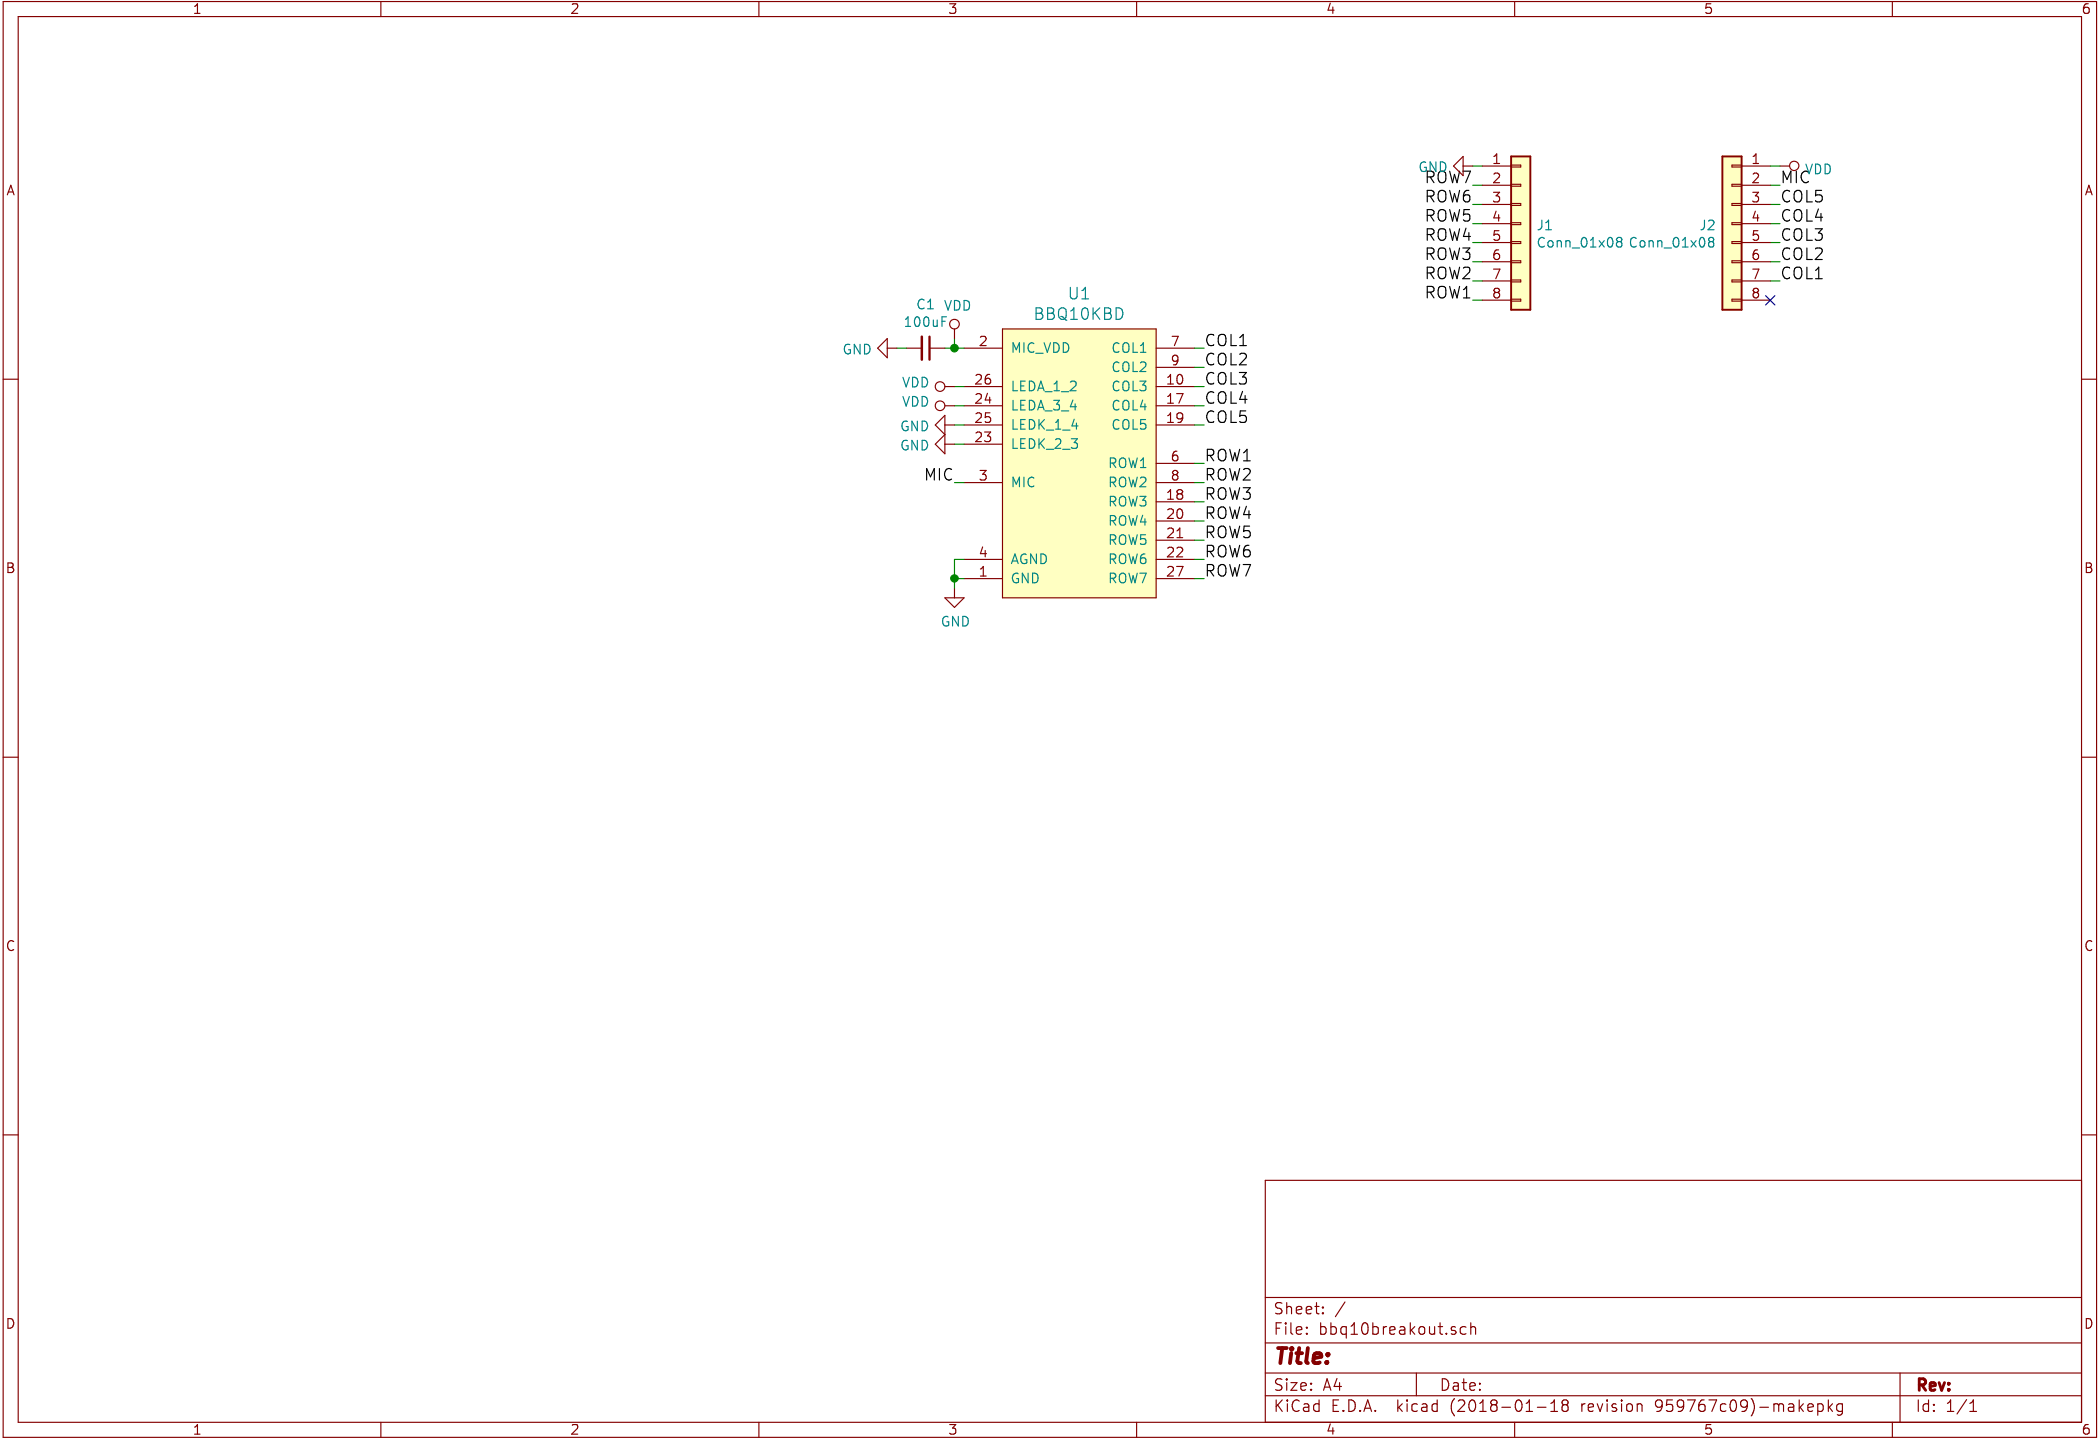 1 2 3 4 5 6
A A
B B
C C
D D
GND 1
ROW7 2
ROW6 3
ROW5 4
ROW4 5
ROW3 6
ROW2 7
ROW1 8
J1
Conn_01x08
J2
Conn_01x08
1 VDD
2 MIC
3 COL5
4 COL4
5 COL3
6 COL2
7 COL1
8
U1
BBQ10KBD
C1 VDD
100uF
GND 2 MIC_VDD
VDD 26 LEDA_1_2
VDD 24 LEDA_3_4
GND 25 LEDK_1_4
GND 23 LEDK_2_3
MIC 3 MIC
4 AGND
1 GND
GND
COL1 7 COL1
COL2 9 COL2
COL3 10 COL3
COL4 17 COL4
COL5 19 COL5
ROW1 6 ROW1
ROW2 8 ROW2
ROW3 18 ROW3
ROW4 20 ROW4
ROW5 21 ROW5
ROW6 22 ROW6
ROW7 27 ROW7
Sheet: /
File: bbq10breakout.sch
Title:
Size: A4 Date: Rev:
KiCad E.D.A. kicad (2018-01-18 revision 959767c09)-makepkg Id: 1/1
1 2 3 4 5 6